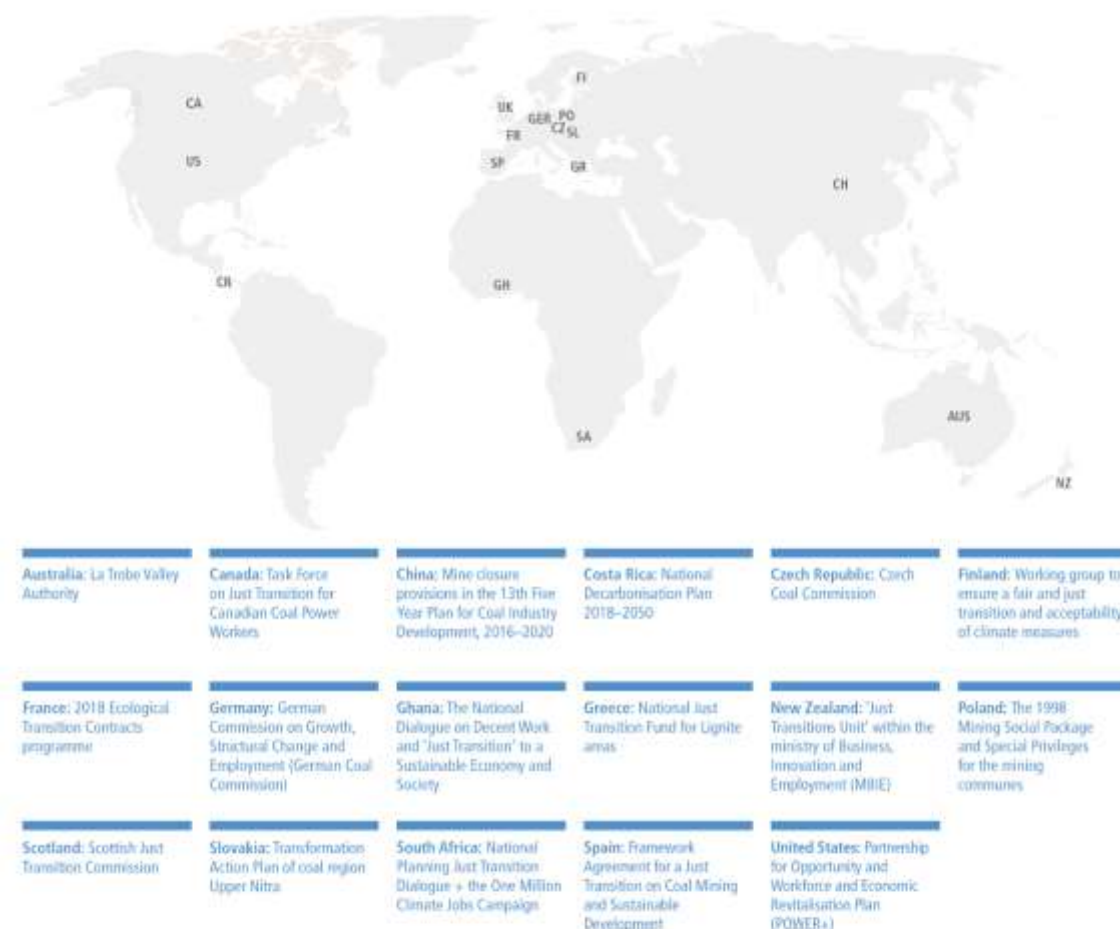 FI
CA
UK
GER
PO
CZ
SL
FR
US
SP
GR
CH
CR
GH
AUS
SA
NZ
Australia: La Trobe Valley
Authority
Canada: Task Force
on Just Transition for
Canadian Coal Power
Workers
China: Mine closure
provisions in the 13th Five
Year Plan for Coal Industry
Development, 2016–2020
Costa Rica: National
Decarbonisation Plan
2018–2050
Czech Republic: Czech
Coal Commission
Finland: Working group to
ensure a fair and just
transition and acceptability
of climate measures
France: 2018 Ecological
Transition Contracts
programme
Germany: German
Commission on Growth,
Structural Change and
Employment (German Coal
Commission)
Ghana: The National
Dialogue on Decent Work
and 'Just Transition' to a
Sustainable Economy and
Society
Greece: National Just
Transition Fund for Lignite
areas
New Zealand: 'Just
Transitions Unit' within the
ministry of Business,
Innovation and
Employment (MBIE)
Poland: The 1998
Mining Social Package
and Special Privileges
for the mining
communes
Scotland: Scottish Just
Transition Commission
Slovakia: Transformation
Action Plan of coal region
Upper Nitra
South Africa: National
Planning Just Transition
Dialogue + the One Million
Climate Jobs Campaign
Spain: Framework
Agreement for a Just
Transition on Coal Mining
and Sustainable
Development
United States: Partnership
for Opportunity and
Workforce and Economic
Revitalisation Plan
(POWER+)